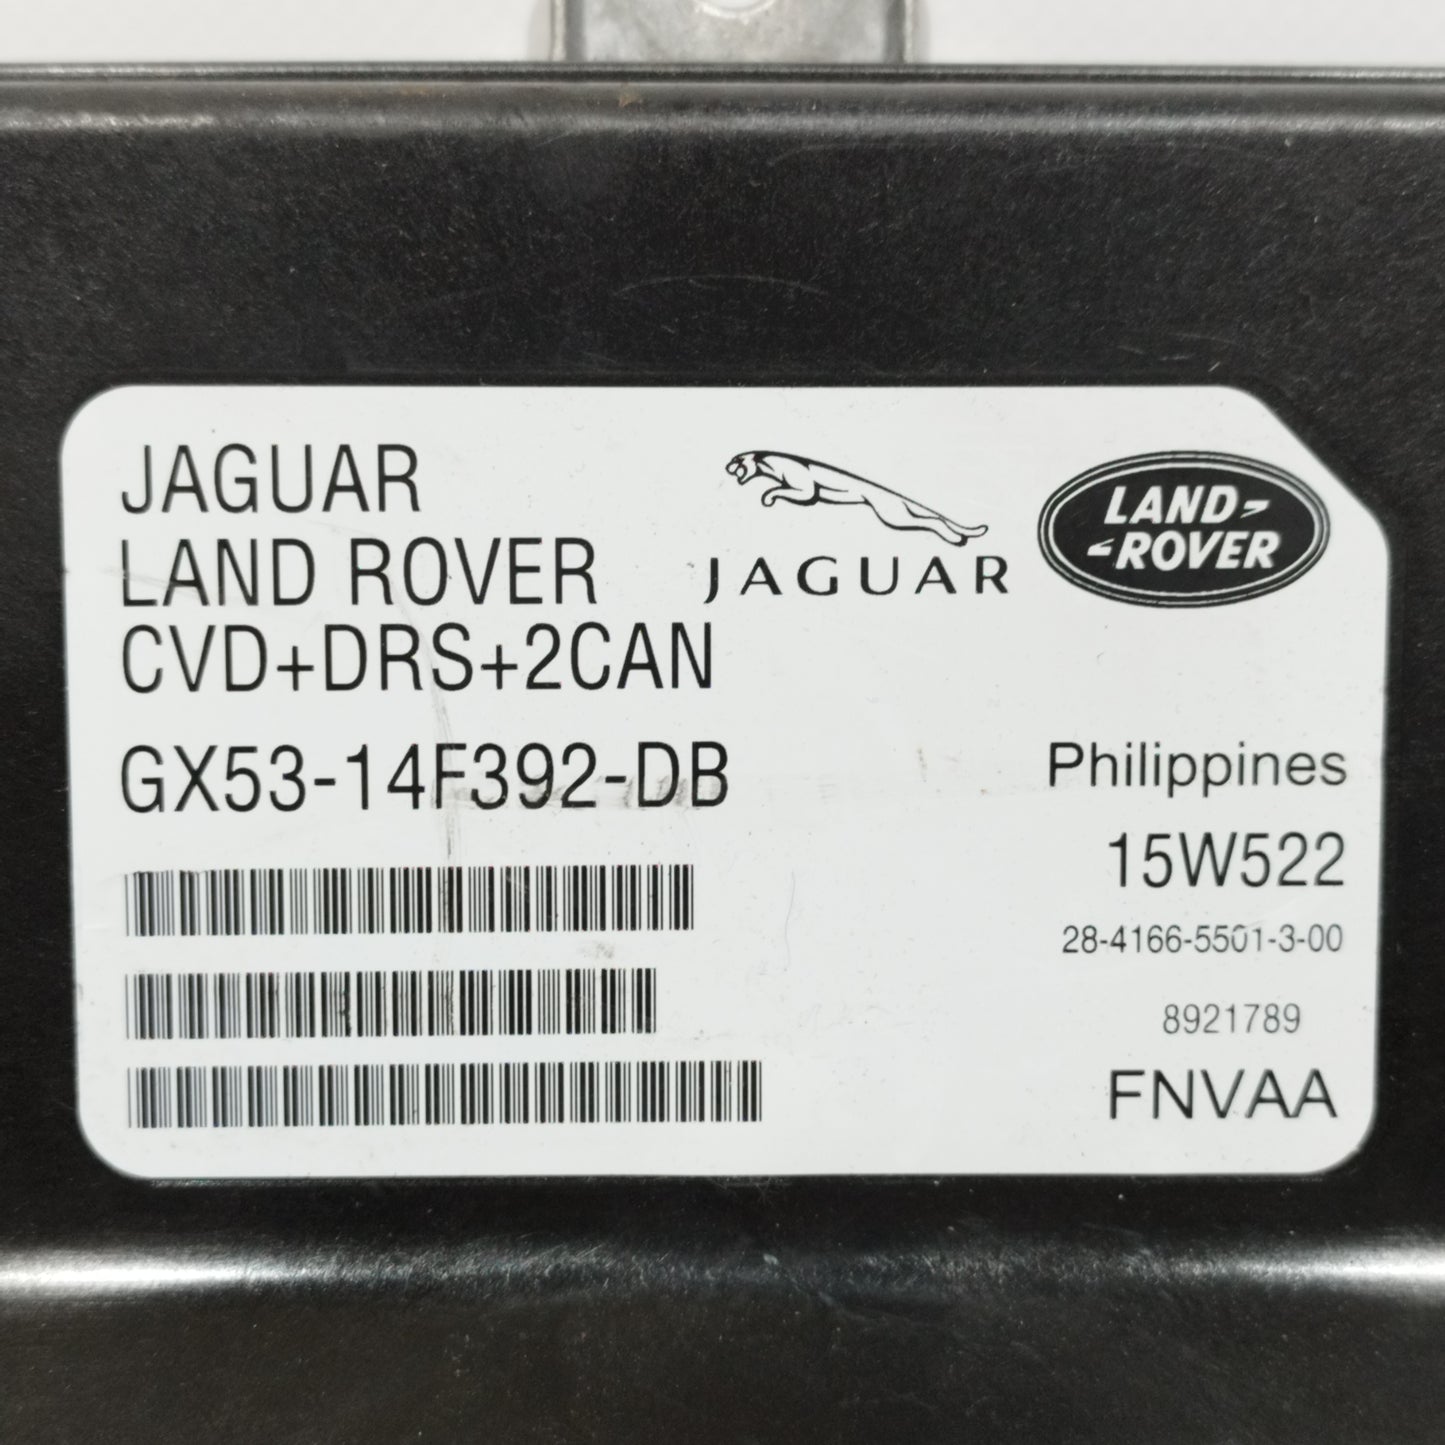 JAGUAR
LAND ROVER
CVD+DRS+2CAN
GX53-14F392-DB
JAGUAR
LAND-
ROVER
Philippines
15W522
28-4166-5501-3-00
8921789
FNVAA